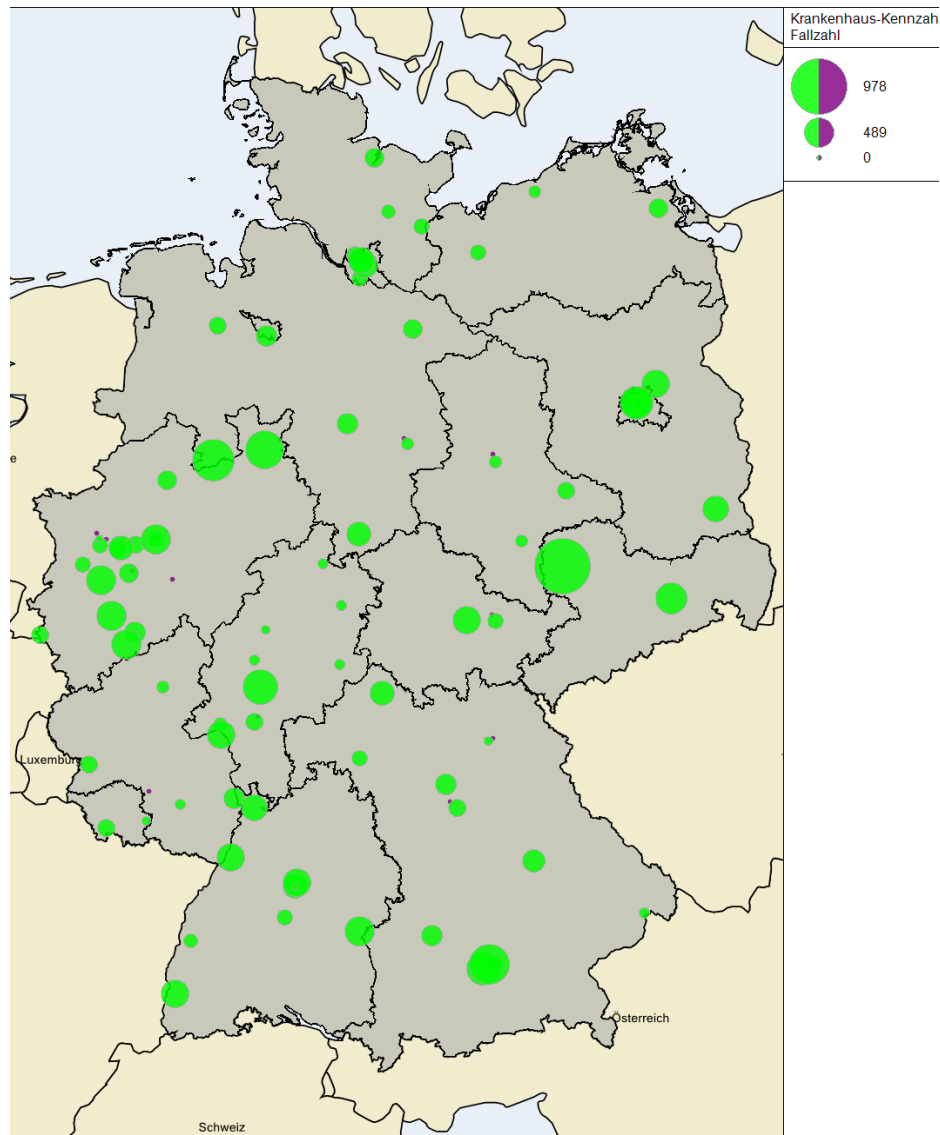 Krankenhaus-Kennzah
Fallzahl
978
489
0
e
Luxemburg
Österreich
Schweiz